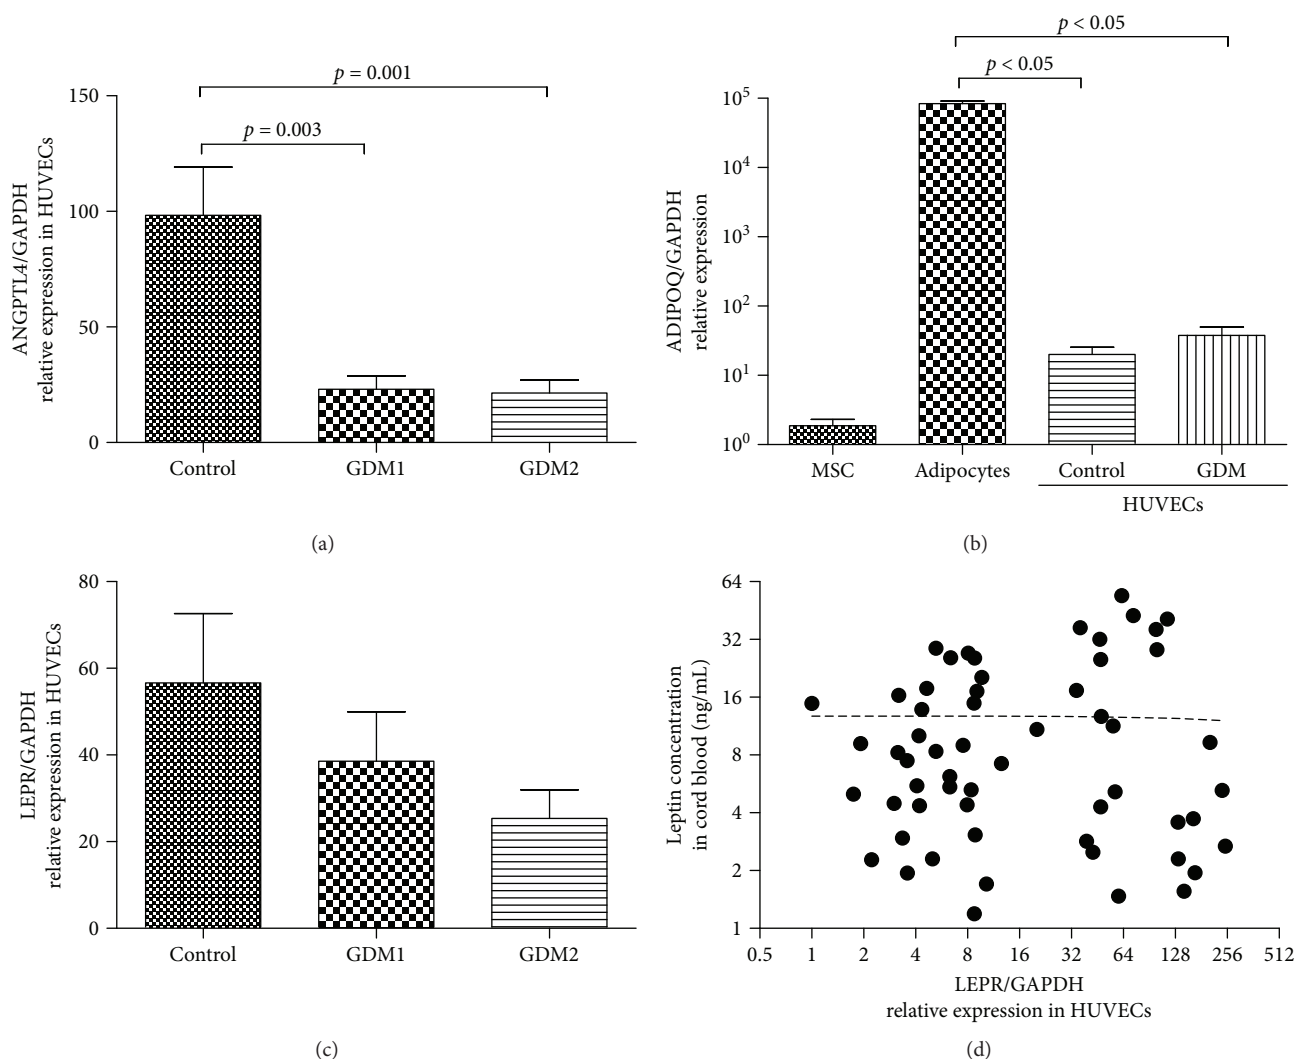 p = 0.001
p = 0.003
150
100
50
0
ANGPTL4/GAPDH
relative expression in HUVECs
Control GDM1 GDM2
(a)
p < 0.05
p < 0.05
10^5
10^4
10^3
10^2
10^1
10^0
ADIPOQ/GAPDH
relative expression
MSC Adipocytes Control GDM
HUVECs
(b)
80
60
40
20
0
LEPR/GAPDH
relative expression in HUVECs
Control GDM1 GDM2
(c)
64
32
16
8
4
2
1
Leptin concentration
in cord blood (ng/mL)
0.5 1 2 4 8 16 32 64 128 256 512
LEPR/GAPDH
relative expression in HUVECs
(d)